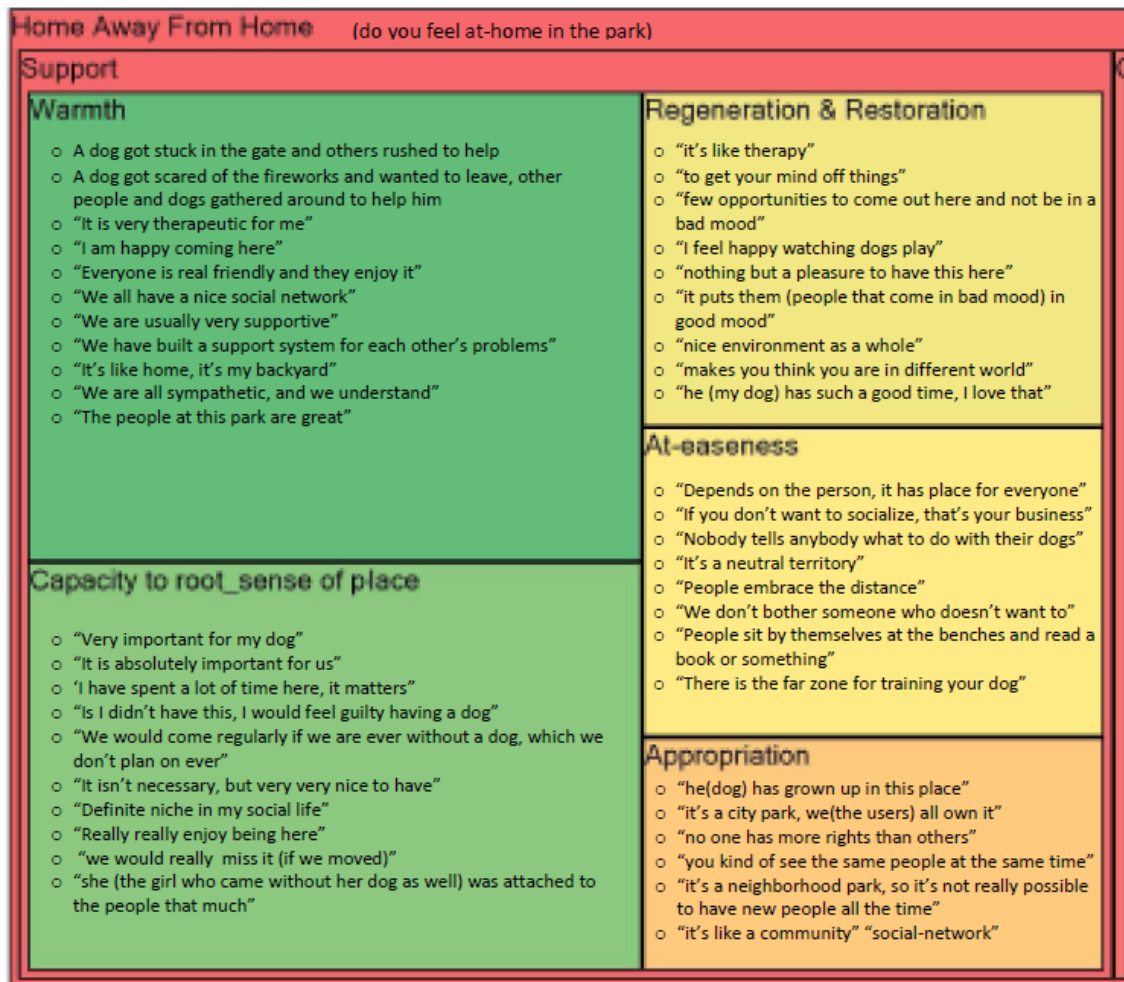 Home Away From Home (do you feel at-home in the park)
Support
Warmth
○ A dog got stuck in the gate and others rushed to help
○ A dog got scared of the fireworks and wanted to leave, other
people and dogs gathered around to help him
○ “It is very therapeutic for me”
○ “I am happy coming here”
○ “Everyone is real friendly and they enjoy it”
○ “We all have a nice social network”
○ “We are usually very supportive”
○ “We have built a support system for each other’s problems”
○ “It’s like home, it’s my backyard”
○ “We are all sympathetic, and we understand”
○ “The people at this park are great”
Capacity to root_sense of place
○ “Very important for my dog”
○ “It is absolutely important for us”
○ ‘I have spent a lot of time here, it matters”
○ “Is I didn’t have this, I would feel guilty having a dog”
○ “We would come regularly if we are ever without a dog, which we
don’t plan on ever”
○ “It isn’t necessary, but very very nice to have”
○ “Definite niche in my social life”
○ “Really really enjoy being here”
○ “we would really miss it (if we moved)”
○ “she (the girl who came without her dog as well) was attached to
the people that much”
Regeneration & Restoration
○ “it’s like therapy”
○ “to get your mind off things”
○ “few opportunities to come out here and not be in a
bad mood”
○ “I feel happy watching dogs play”
○ “nothing but a pleasure to have this here”
○ “it puts them (people that come in bad mood) in
good mood”
○ “nice environment as a whole”
○ “makes you think you are in different world”
○ “he (my dog) has such a good time, I love that”
At-easeness
○ “Depends on the person, it has place for everyone”
○ “If you don’t want to socialize, that’s your business”
○ “Nobody tells anybody what to do with their dogs”
○ “It’s a neutral territory”
○ “People embrace the distance”
○ “We don’t bother someone who doesn’t want to”
○ “People sit by themselves at the benches and read a
book or something”
○ “There is the far zone for training your dog”
Appropriation
○ “he(dog) has grown up in this place”
○ “it’s a city park, we(the users) all own it”
○ “no one has more rights than others”
○ “you kind of see the same people at the same time”
○ “it’s a neighborhood park, so it’s not really possible
to have new people all the time”
○ “it’s like a community” “social-network”